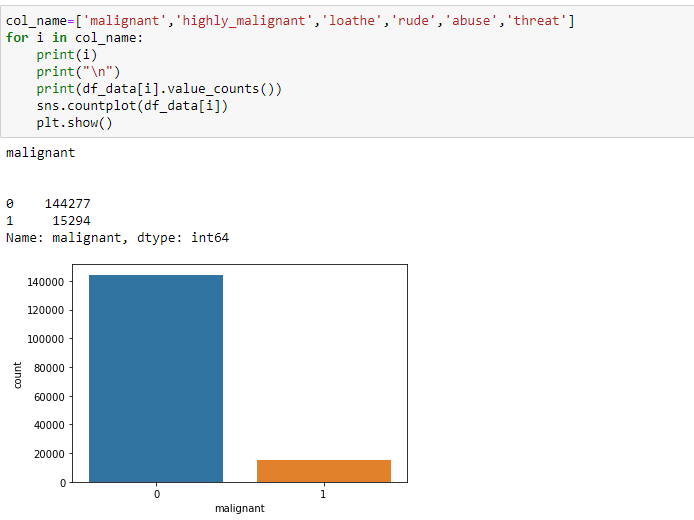 col_name=['malignant','highly_malignant','loathe','rude','abuse','threat']
for i in col_name:
    print(i)
    print("\n")
    print(df_data[i].value_counts())
    sns.countplot(df_data[i])
    plt.show()
malignant
0    144277
1     15294
Name: malignant, dtype: int64
140000
120000
100000
80000
60000
40000
20000
0
count
0 1
malignant